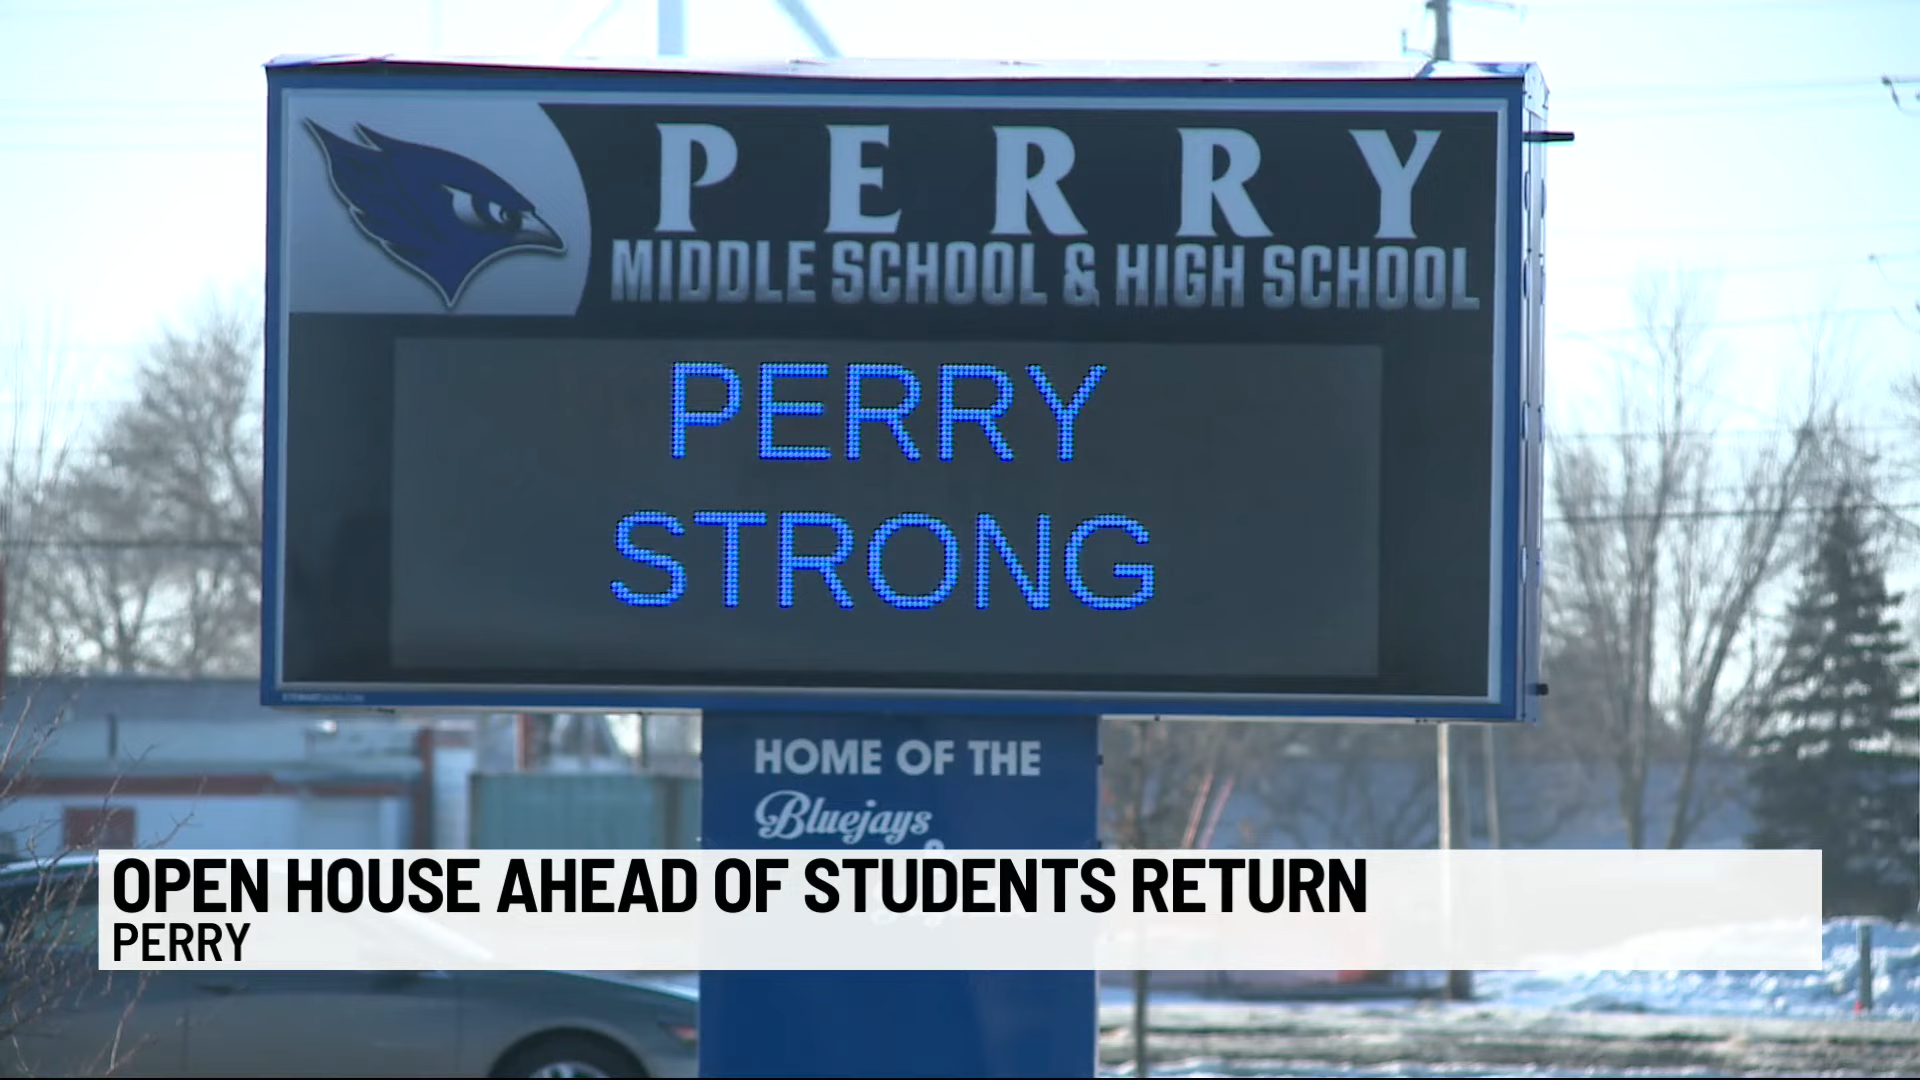 PERRY
MIDDLE SCHOOL & HIGH SCHOOL
PERRY
STRONG
HOME OF THE
Bluejays
&
OPEN HOUSE AHEAD OF STUDENTS RETURN
PERRY